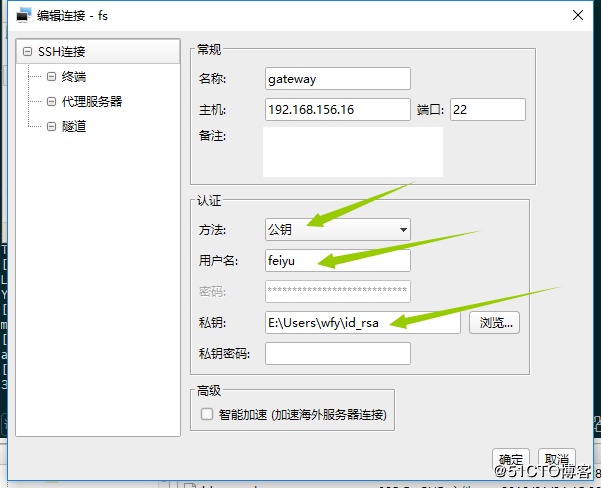 编辑连接 - fs
SSH连接
终端
代理服务器
隧道
常规
名称: gateway
主机: 192.168.156.16 端口: 22
备注:
认证
方法: 公钥
用户名: feiyu
密码: ****************************
私钥: E:\Users\wfy\id_rsa 浏览...
私钥密码:
高级
智能加速 (加速海外服务器连接)
确定 取消
@51CTO博客